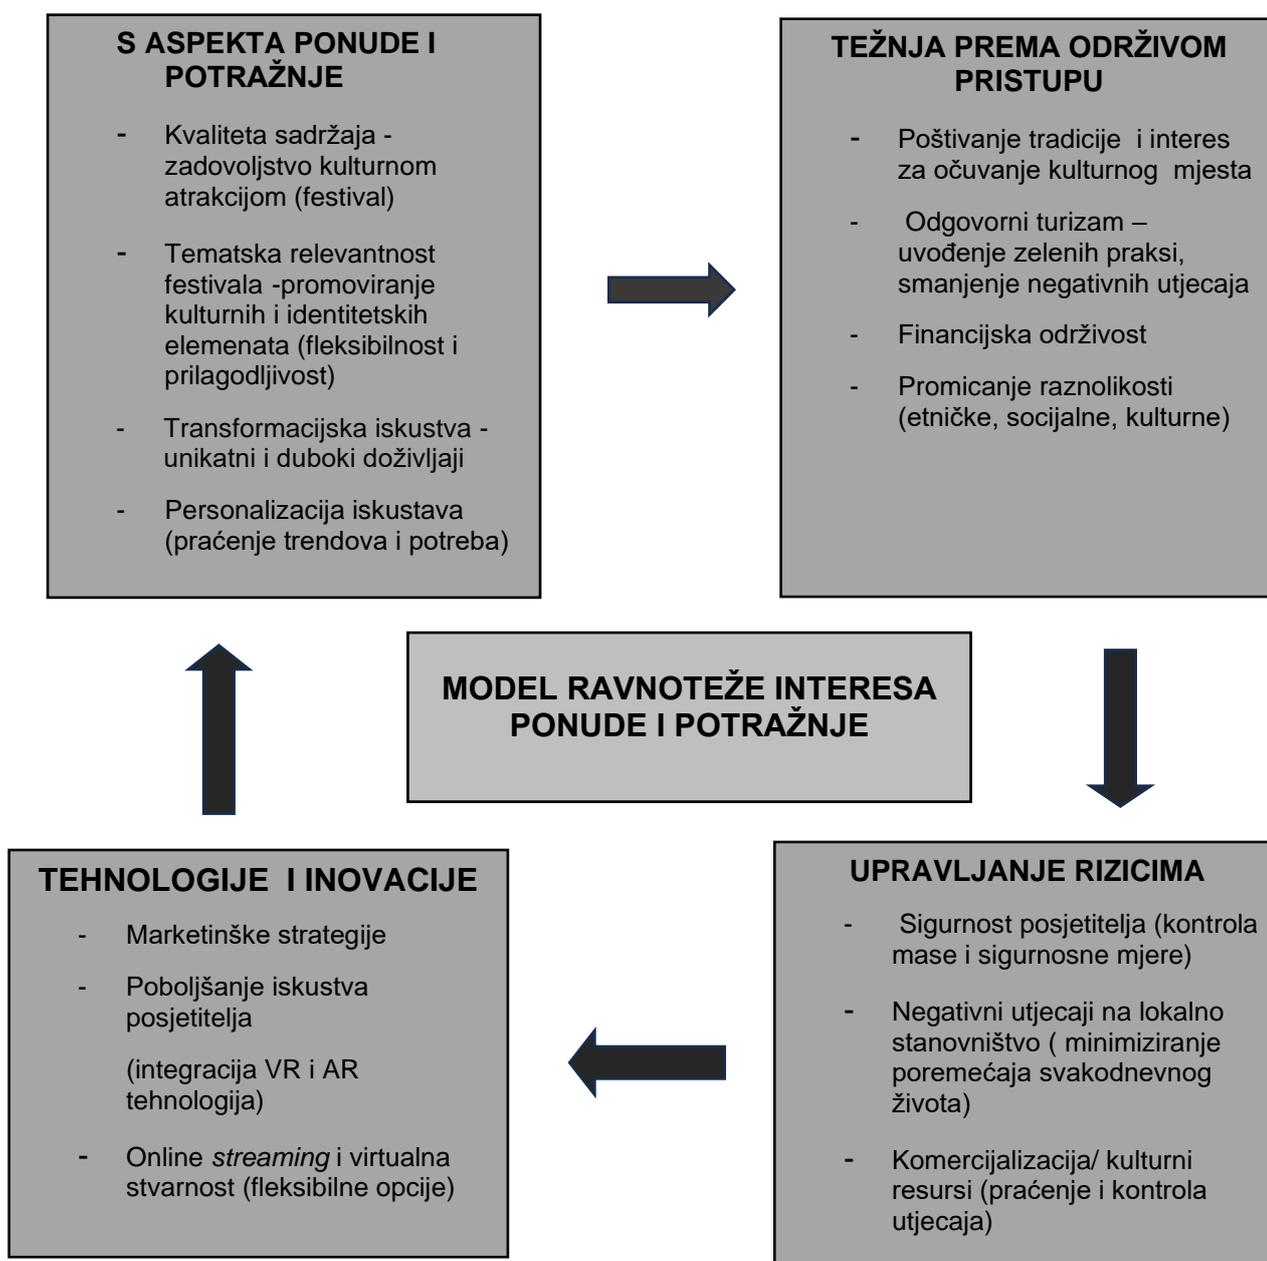 S ASPEKTA PONUDE I
POTRAŽNJE
- Kvaliteta sadržaja -
zadovoljstvo kulturnom
atrakcijom (festival)
- Tematska relevantnost
festivala -promoviranje
kulturnih i identitetskih
elemenata (fleksibilnost i
prilagodljivost)
- Transformacijska iskustva -
unikatni i duboki doživljaji
- Personalizacija iskustava
(praćenje trendova i potreba)
TEŽNJA PREMA ODRŽIVOM
PRISTUPU
- Poštivanje tradicije i interes
za očuvanje kulturnog mjesta
- Odgovorni turizam –
uvođenje zelenih praksi,
smanjenje negativnih utjecaja
- Financijska održivost
- Promicanje raznolikosti
(etničke, socijalne, kulturne)
MODEL RAVNOTEŽE INTERESA
PONUDE I POTRAŽNJE
TEHNOLOGIJE I INOVACIJE
- Marketinške strategije
- Poboljšanje iskustva
posjetitelja
(integracija VR i AR
tehnologija)
- Online streaming i virtualna
stvarnost (fleksibilne opcije)
UPRAVLJANJE RIZICIMA
- Sigurnost posjetitelja (kontrola
mase i sigurnosne mjere)
- Negativni utjecaji na lokalno
stanovništvo ( minimiziranje
poremećaja svakodnevnog
života)
- Komercijalizacija/ kulturni
resursi (praćenje i kontrola
utjecaja)